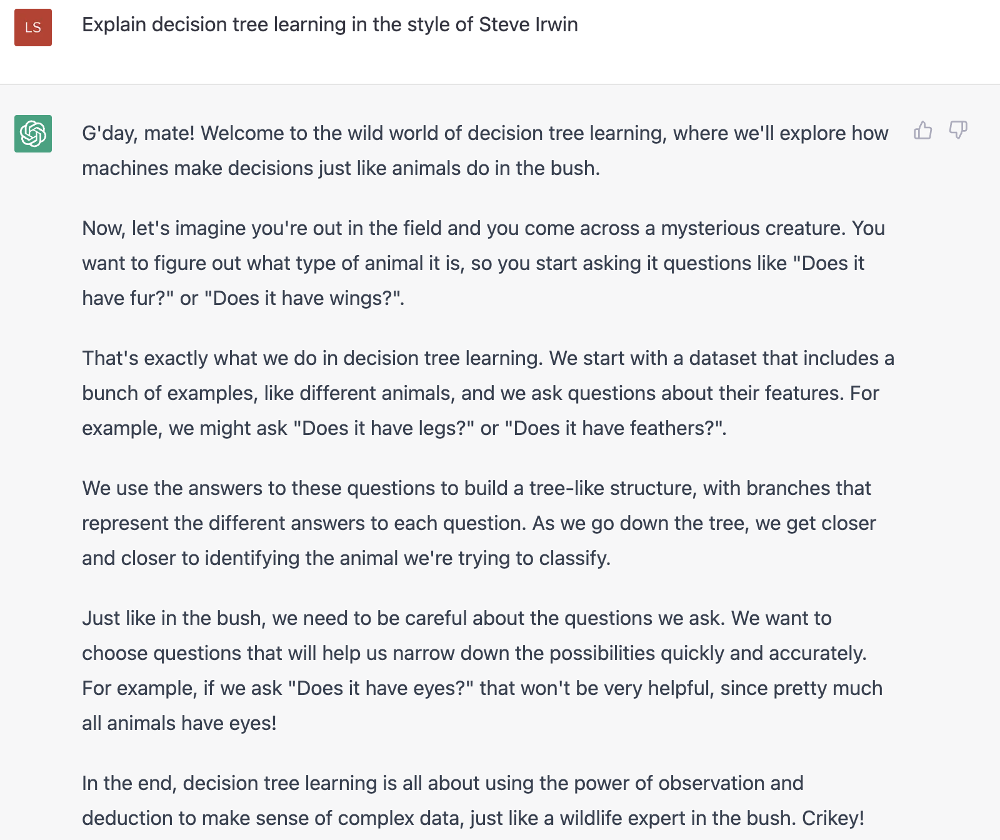 LS
Explain decision tree learning in the style of Steve Irwin
G'day, mate! Welcome to the wild world of decision tree learning, where we'll explore how
machines make decisions just like animals do in the bush.
Now, let's imagine you're out in the field and you come across a mysterious creature. You
want to figure out what type of animal it is, so you start asking it questions like "Does it
have fur?" or "Does it have wings?".
That's exactly what we do in decision tree learning. We start with a dataset that includes a
bunch of examples, like different animals, and we ask questions about their features. For
example, we might ask "Does it have legs?" or "Does it have feathers?".
We use the answers to these questions to build a tree-like structure, with branches that
represent the different answers to each question. As we go down the tree, we get closer
and closer to identifying the animal we're trying to classify.
Just like in the bush, we need to be careful about the questions we ask. We want to
choose questions that will help us narrow down the possibilities quickly and accurately.
For example, if we ask "Does it have eyes?" that won't be very helpful, since pretty much
all animals have eyes!
In the end, decision tree learning is all about using the power of observation and
deduction to make sense of complex data, just like a wildlife expert in the bush. Crikey!